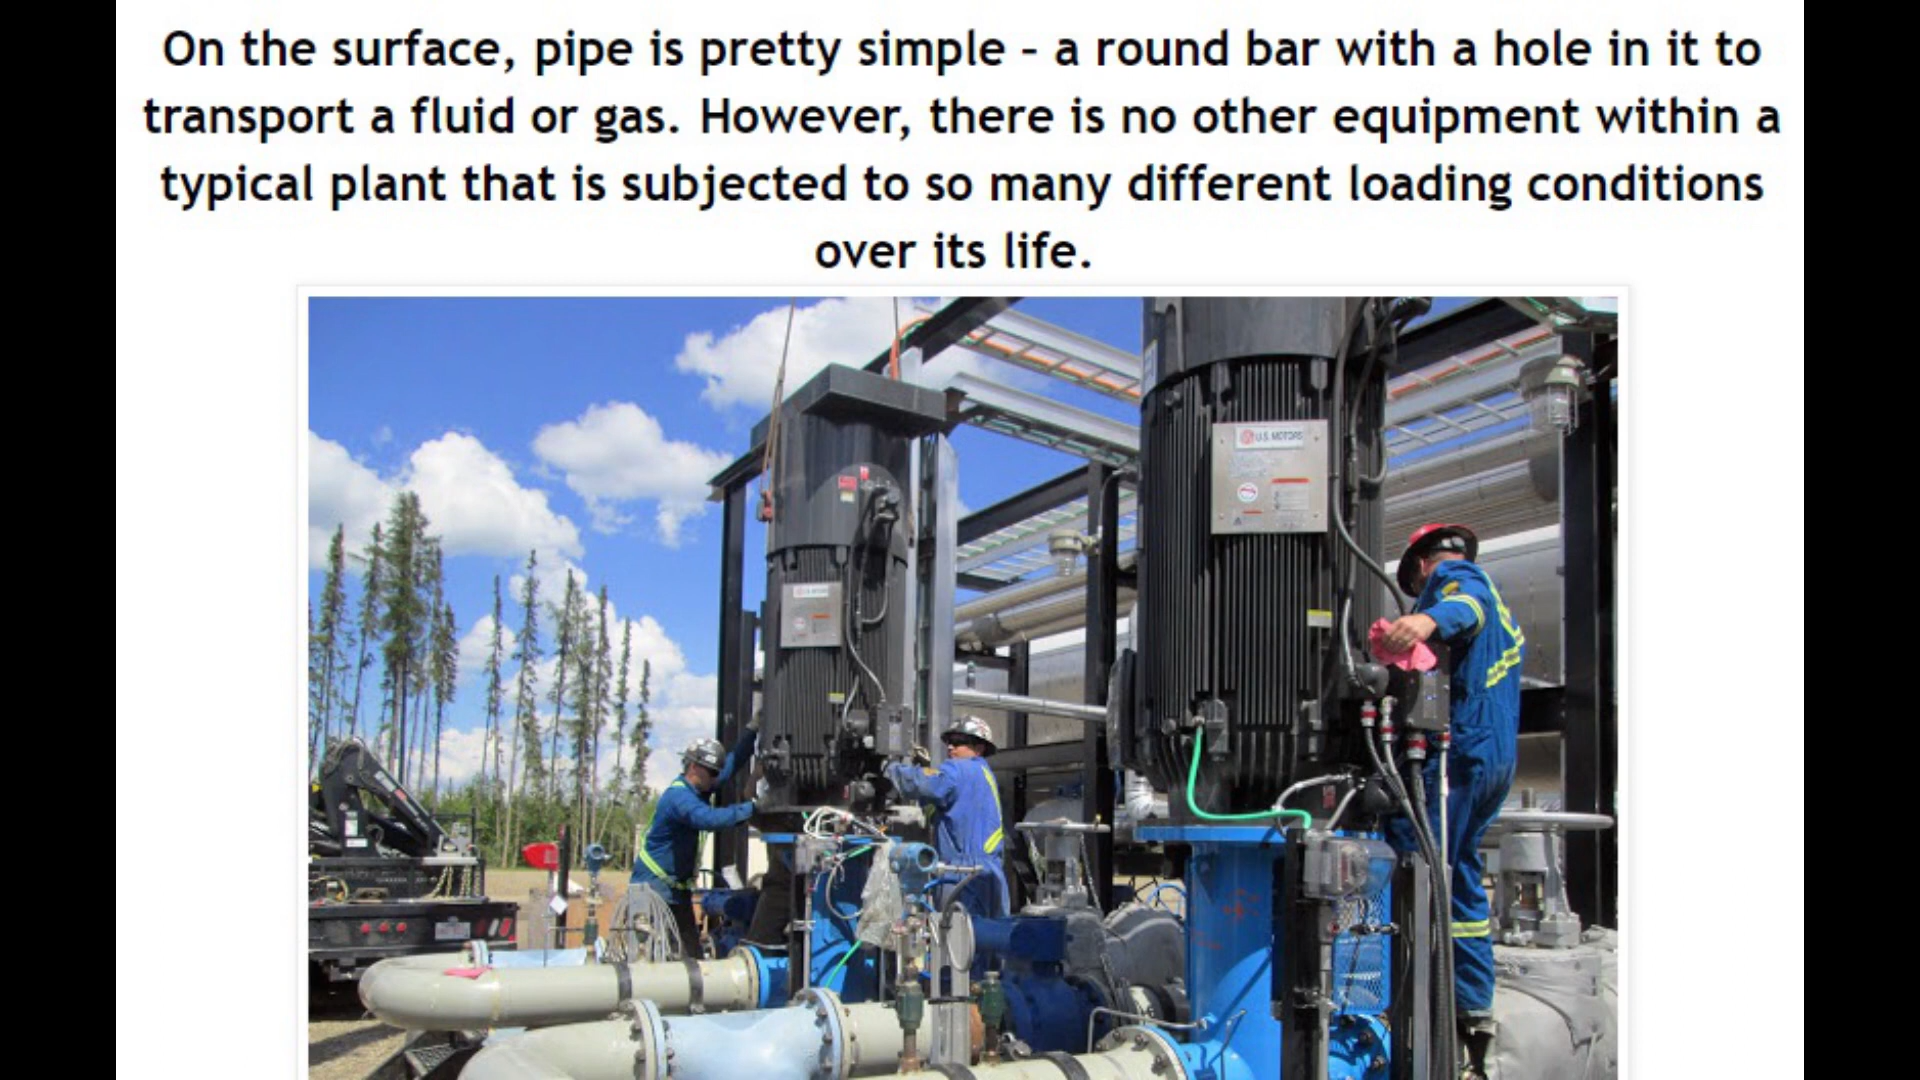 On the surface, pipe is pretty simple – a round bar with a hole in it to
transport a fluid or gas. However, there is no other equipment within a
typical plant that is subjected to so many different loading conditions
over its life.
U.S. MOTORS